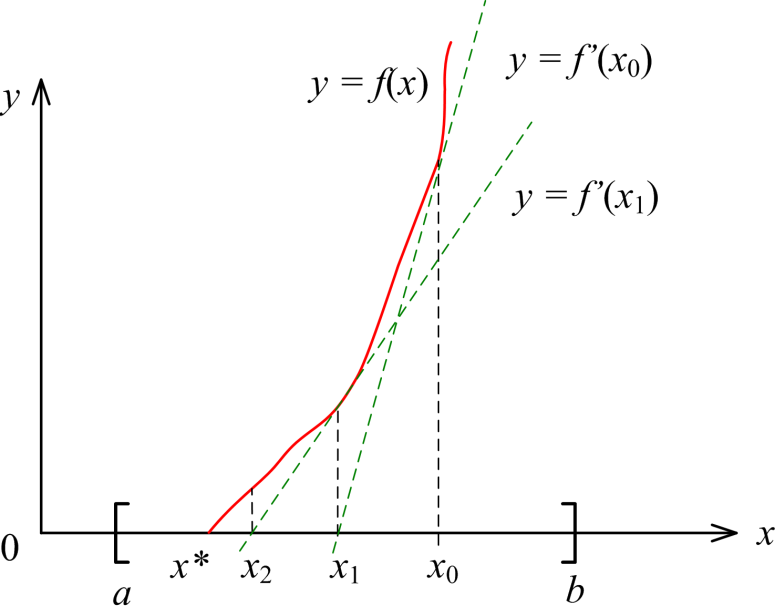 y = f(x)
y = f’(x₀)
y
y = f’(x₁)
0
x* x₂ x₁ x₀ x
a b